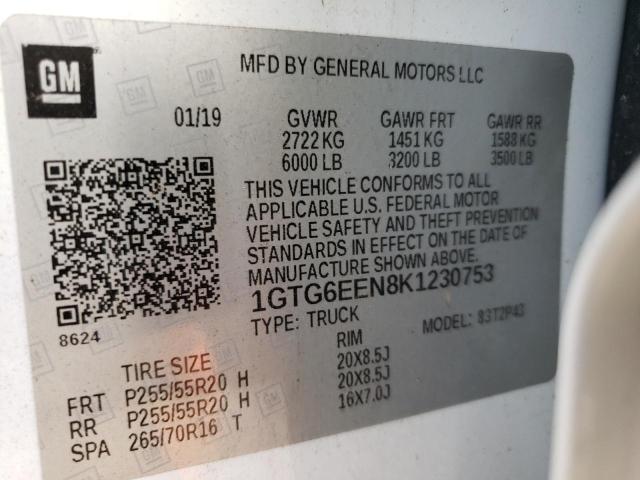 GM
MFD BY GENERAL MOTORS LLC
01/19 GVWR GAWR FRT GAWR RR
2722 KG 1451 KG 1588 KG
6000 LB 3200 LB 3500 LB
THIS VEHICLE CONFORMS TO ALL
APPLICABLE U.S. FEDERAL MOTOR
VEHICLE SAFETY AND THEFT PREVENTION
STANDARDS IN EFFECT ON THE DATE OF
MANUFACTURE SHOWN ABOVE.
1GTG6EEN8K1230753
8624
TYPE: TRUCK MODEL: 83T2P43
TIRE SIZE RIM
FRT P255/55R20 H 20X8.5J
RR P255/55R20 H 20X8.5J
SPA 265/70R16 T 16X7.0J